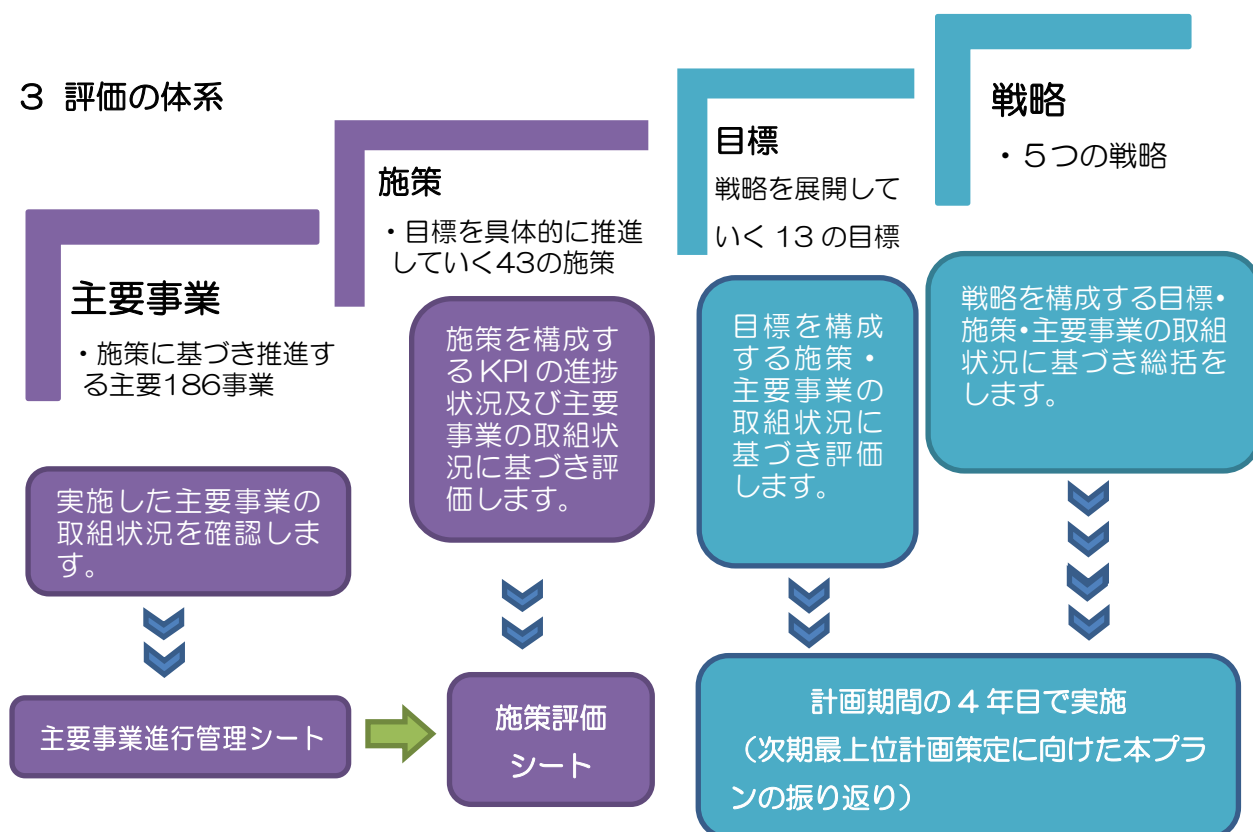 3 評価の体系
主要事業
・施策に基づき推進す
る主要186事業
実施した主要事業の
取組状況を確認しま
す。
主要事業進行管理シート
施策
・目標を具体的に推進
していく43の施策
施策を構成す
るKPIの進捗
状況及び主要
事業の取組状
況に基づき評
価します。
施策評価
シート
目標
戦略を展開して
いく 13 の目標
目標を構成
する施策・
主要事業の
取組状況に
基づき評価
します。
戦略
・５つの戦略
戦略を構成する目標・
施策・主要事業の取組
状況に基づき総括を
します。
計画期間の 4 年目で実施
（次期最上位計画策定に向けた本プラ
ンの振り返り）